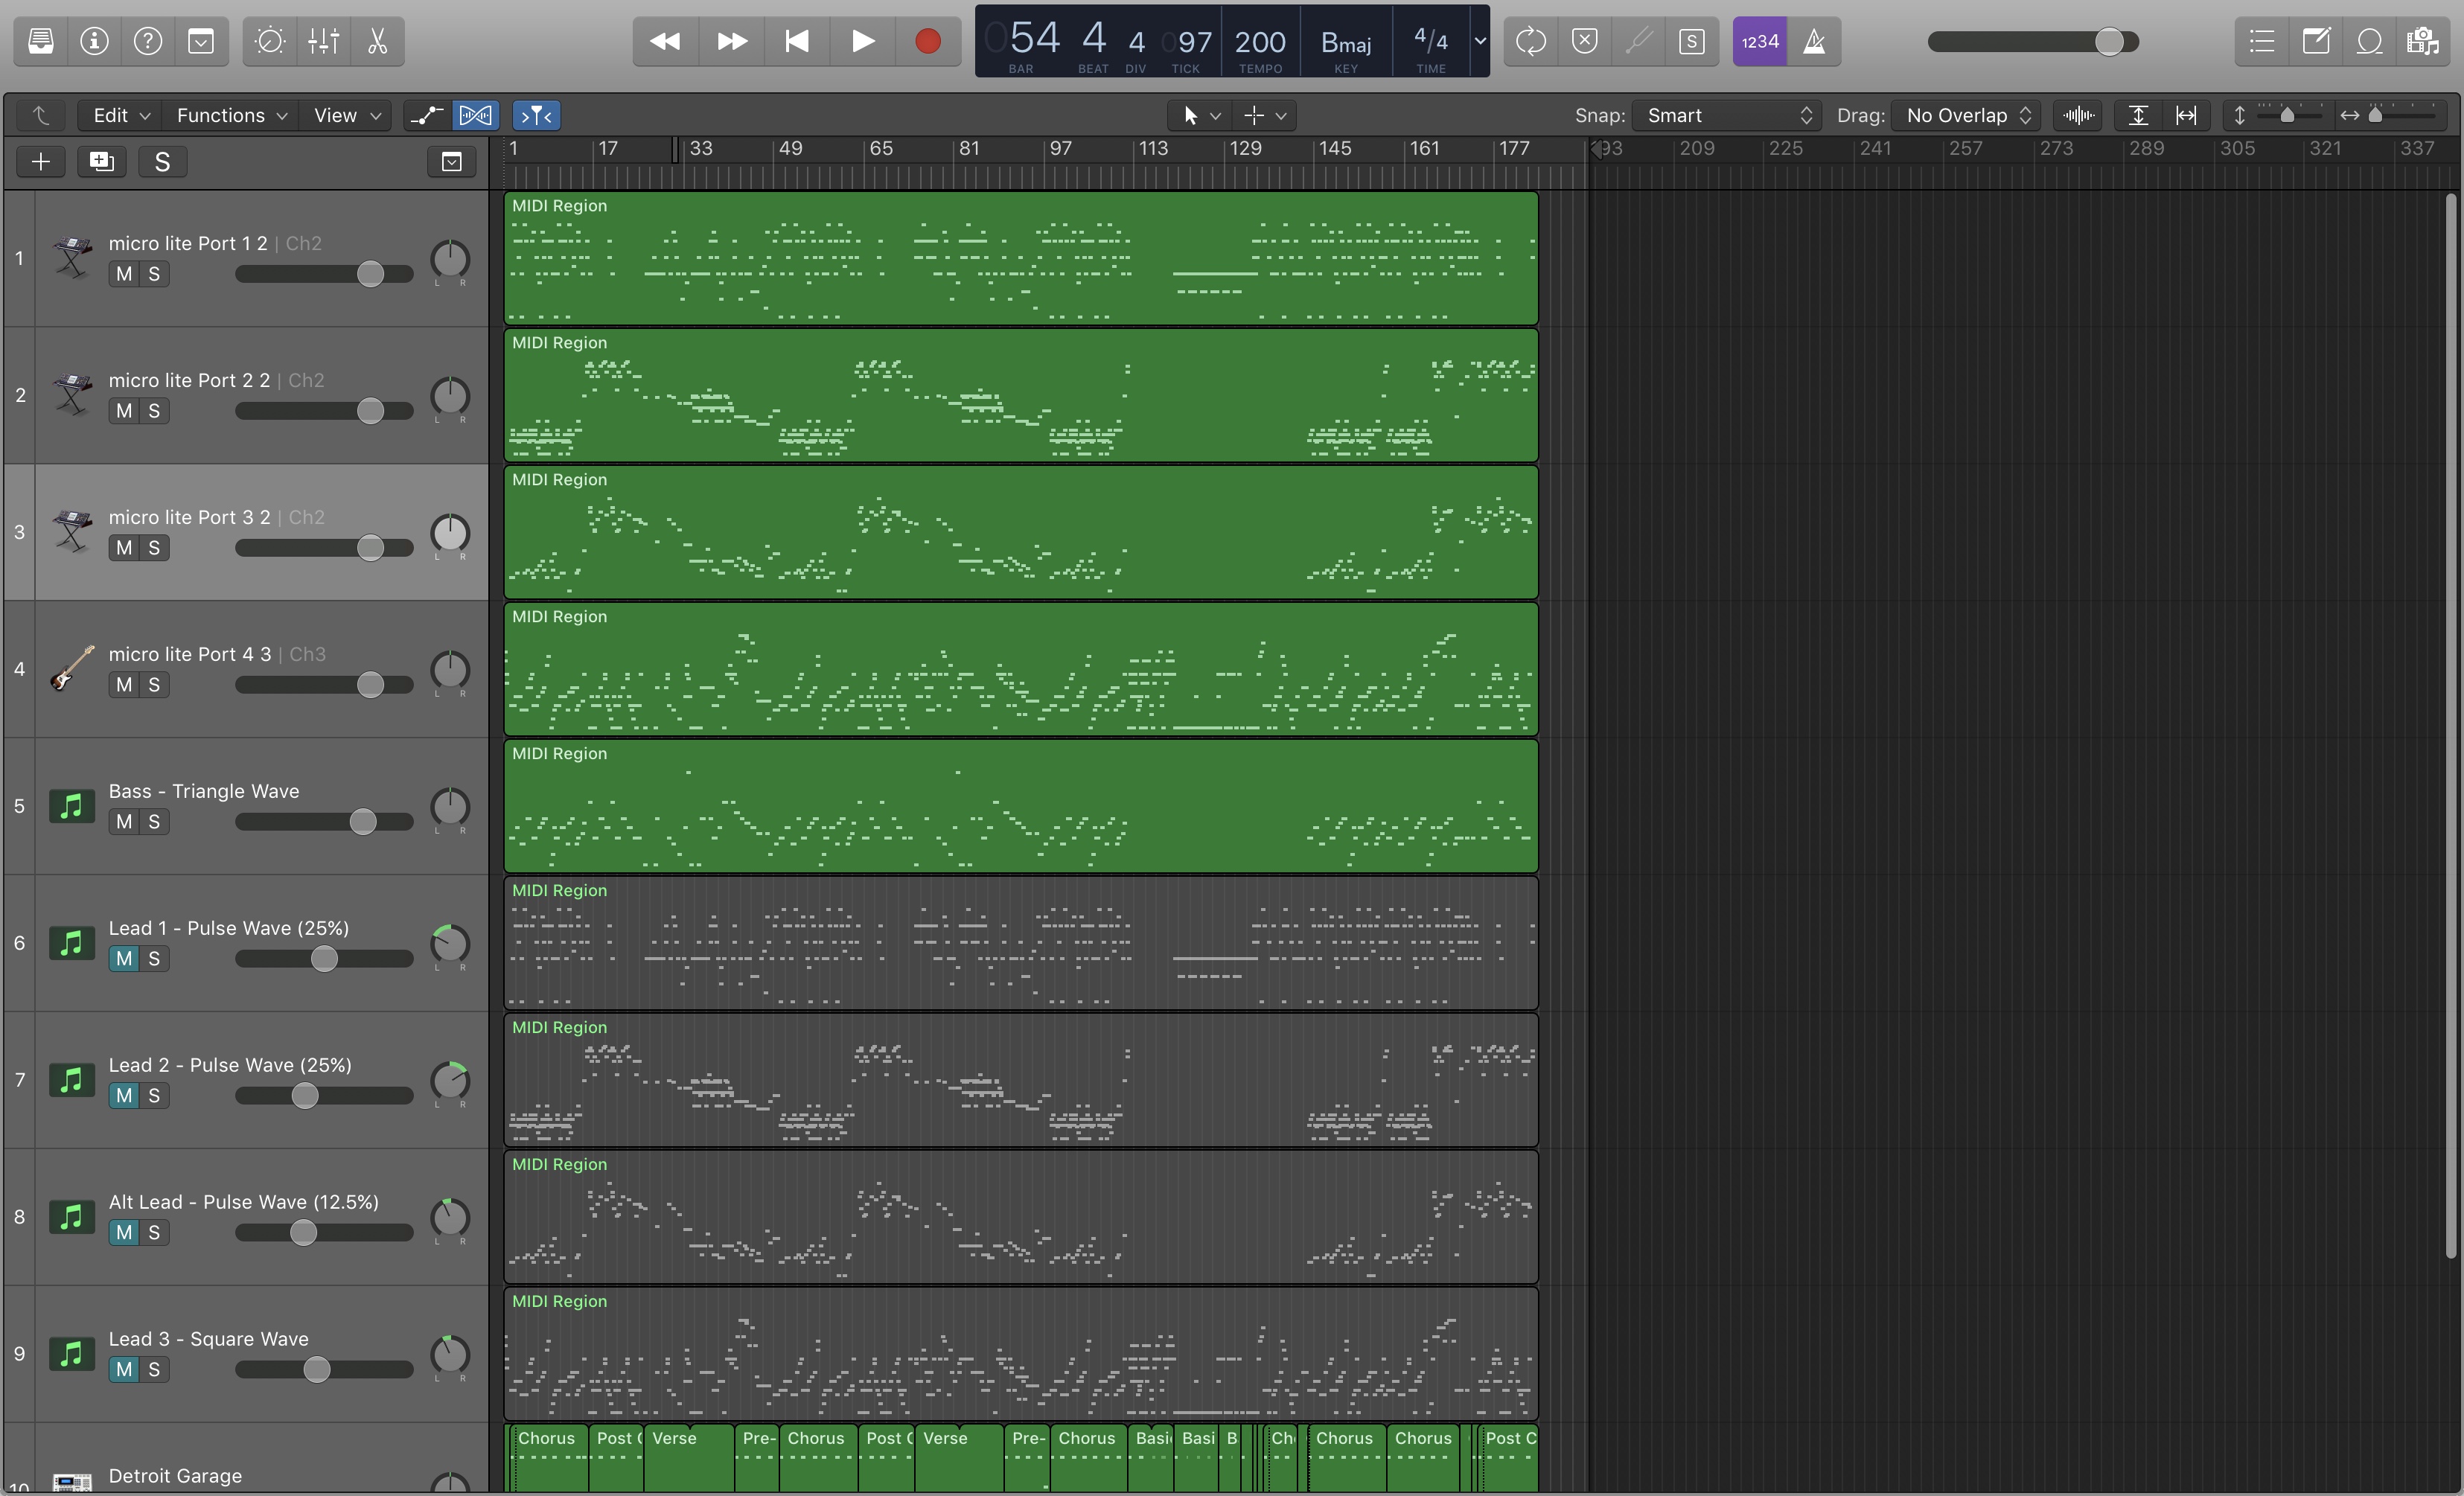 054 4 4 097 200 Bmaj 4/4
BAR BEAT DIV TICK TEMPO KEY TIME
S 1234
Edit Functions View Snap: Smart Drag: No Overlap
S
1 17 33 49 65 81 97 113 129 145 161 177 93 209 225 241 257 273 289 305 321 337
MIDI Region
1 micro lite Port 1 2 | Ch2
M S L R
MIDI Region
2 micro lite Port 2 2 | Ch2
M S L R
MIDI Region
3 micro lite Port 3 2 | Ch2
M S L R
MIDI Region
4 micro lite Port 4 3 | Ch3
M S L R
MIDI Region
5 Bass - Triangle Wave
M S L R
MIDI Region
6 Lead 1 - Pulse Wave (25%)
M S L R
MIDI Region
7 Lead 2 - Pulse Wave (25%)
M S L R
MIDI Region
8 Alt Lead - Pulse Wave (12.5%)
M S L R
MIDI Region
9 Lead 3 - Square Wave
M S L R
Chorus Post C Verse Pre- Chorus Post C Verse Pre- Chorus Basi Basi B Ch Chorus Chorus Post C
10 Detroit Garage